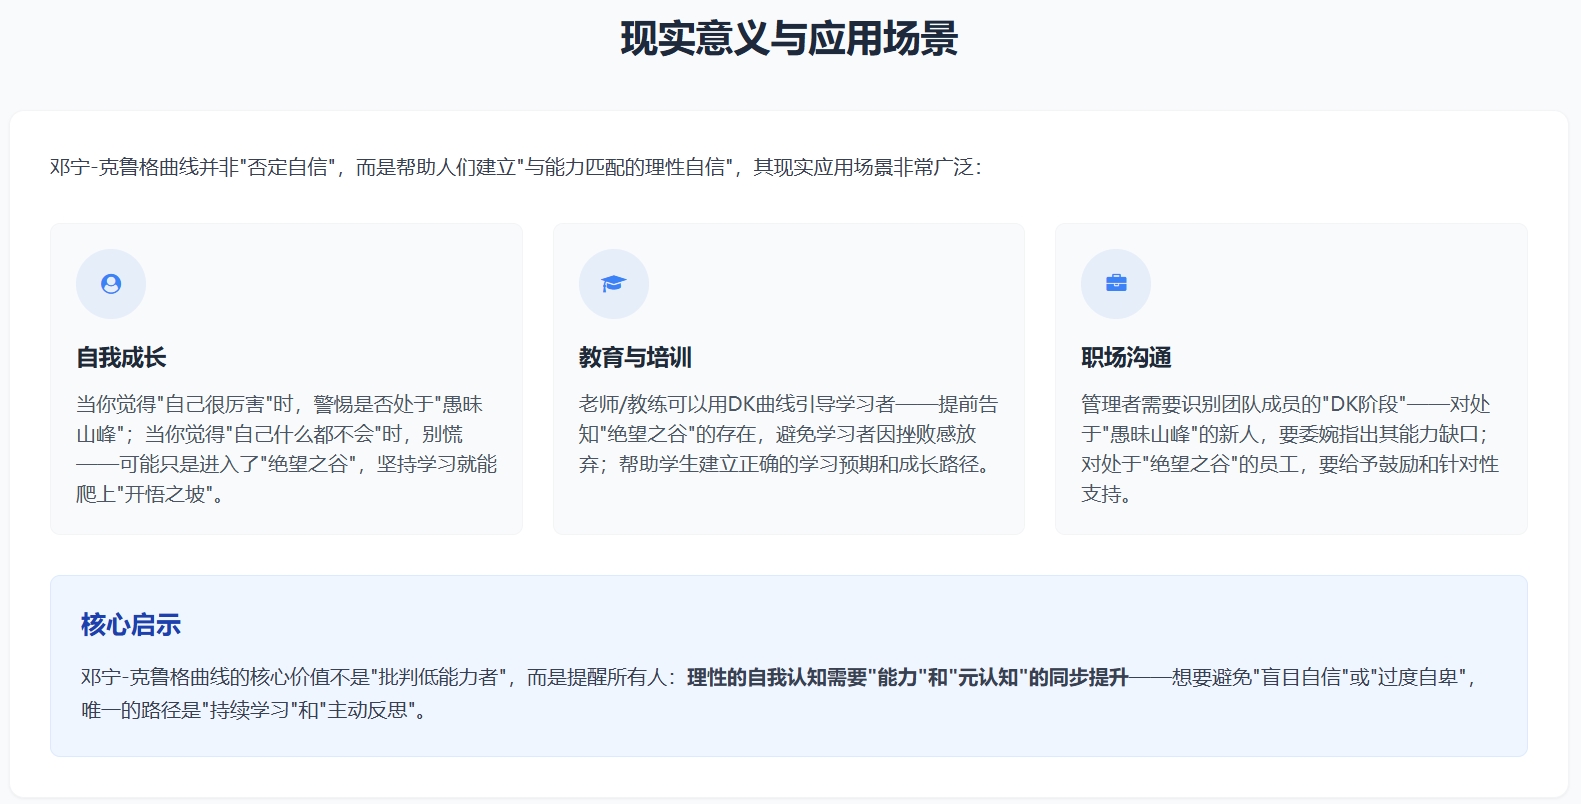 现实意义与应用场景
邓宁-克鲁格曲线并非"否定自信"，而是帮助人们建立"与能力匹配的理性自信"，其现实应用场景非常广泛：
自我成长
当你觉得"自己很厉害"时，警惕是否处于"愚昧
山峰"；当你觉得"自己什么都不会"时，别慌
——可能只是进入了"绝望之谷"，坚持学习就能
爬上"开悟之坡"。
教育与培训
老师/教练可以用DK曲线引导学习者——提前告
知"绝望之谷"的存在，避免学习者因挫败感放
弃；帮助学生建立正确的学习预期和成长路径。
职场沟通
管理者需要识别团队成员的"DK阶段"——对处
于"愚昧山峰"的新人，要委婉指出其能力缺口；
对处于"绝望之谷"的员工，要给予鼓励和针对性
支持。
核心启示
邓宁-克鲁格曲线的核心价值不是"批判低能力者"，而是提醒所有人：理性的自我认知需要"能力"和"元认知"的同步提升——想要避免"盲目自信"或"过度自卑"，
唯一的路径是"持续学习"和"主动反思"。